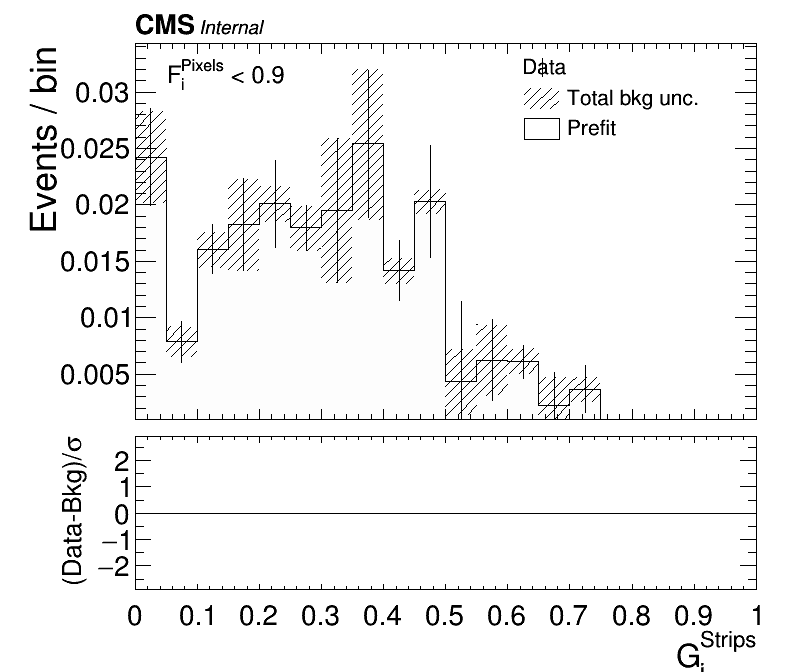 CMS Internal
Events / bin
F_i^Pixels < 0.9
Data
Total bkg unc.
Prefit
0.03
0.025
0.02
0.015
0.01
0.005
(Data-Bkg)/σ
2
1
0
−1
−2
0 0.1 0.2 0.3 0.4 0.5 0.6 0.7 0.8 0.9 1
G_i^Strips